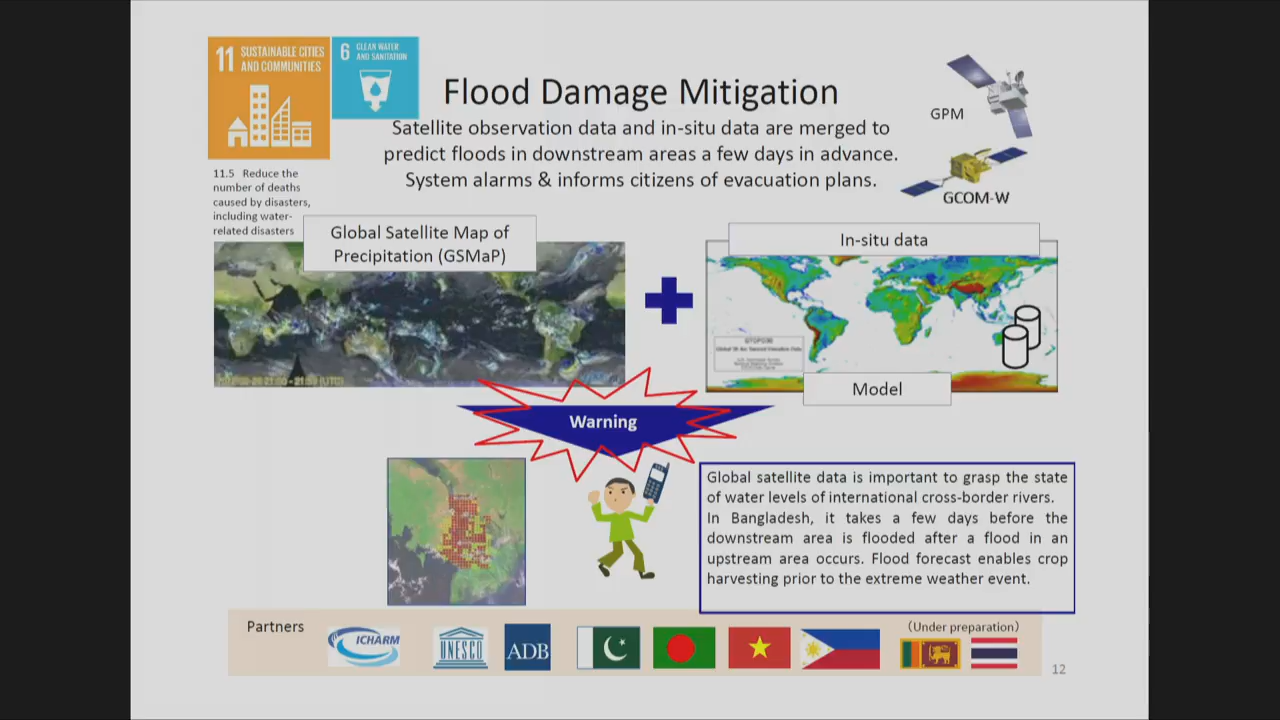 11 SUSTAINABLE CITIES
AND COMMUNITIES
6 CLEAN WATER
AND SANITATION
Flood Damage Mitigation
Satellite observation data and in-situ data are merged to
predict floods in downstream areas a few days in advance.
System alarms & informs citizens of evacuation plans.
GPM
GCOM-W
11.5 Reduce the
number of deaths
caused by disasters,
including water-
related disasters
Global Satellite Map of
Precipitation (GSMaP)
In-situ data
Model
Warning
Global satellite data is important to grasp the state
of water levels of international cross-border rivers.
In Bangladesh, it takes a few days before the
downstream area is flooded after a flood in an
upstream area occurs. Flood forecast enables crop
harvesting prior to the extreme weather event.
Partners
ICHARM
UNESCO
ADB
(Under preparation)
12